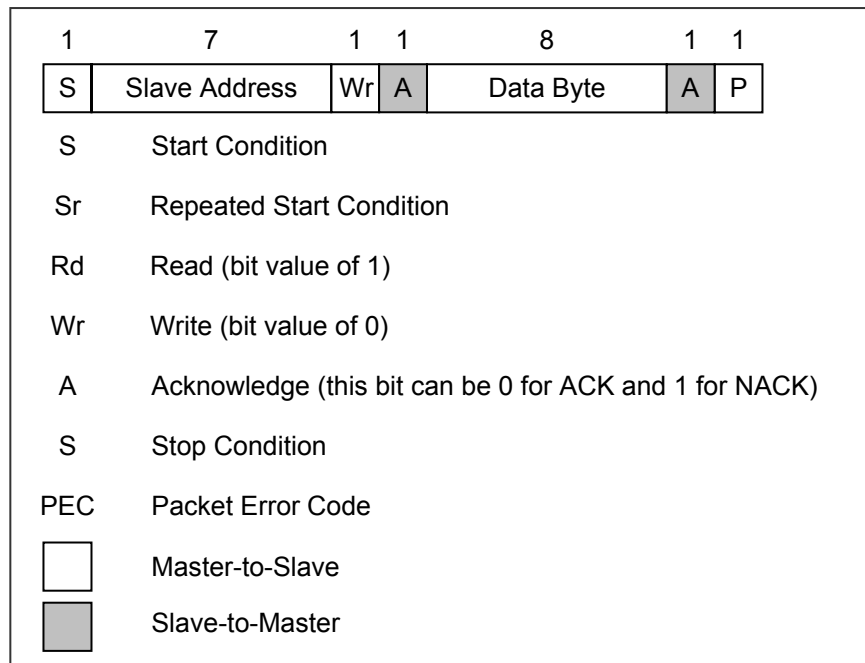 1 7 1 1 8 1 1
S Slave Address Wr A Data Byte A P
S Start Condition
Sr Repeated Start Condition
Rd Read (bit value of 1)
Wr Write (bit value of 0)
A Acknowledge (this bit can be 0 for ACK and 1 for NACK)
S Stop Condition
PEC Packet Error Code
Master-to-Slave
Slave-to-Master